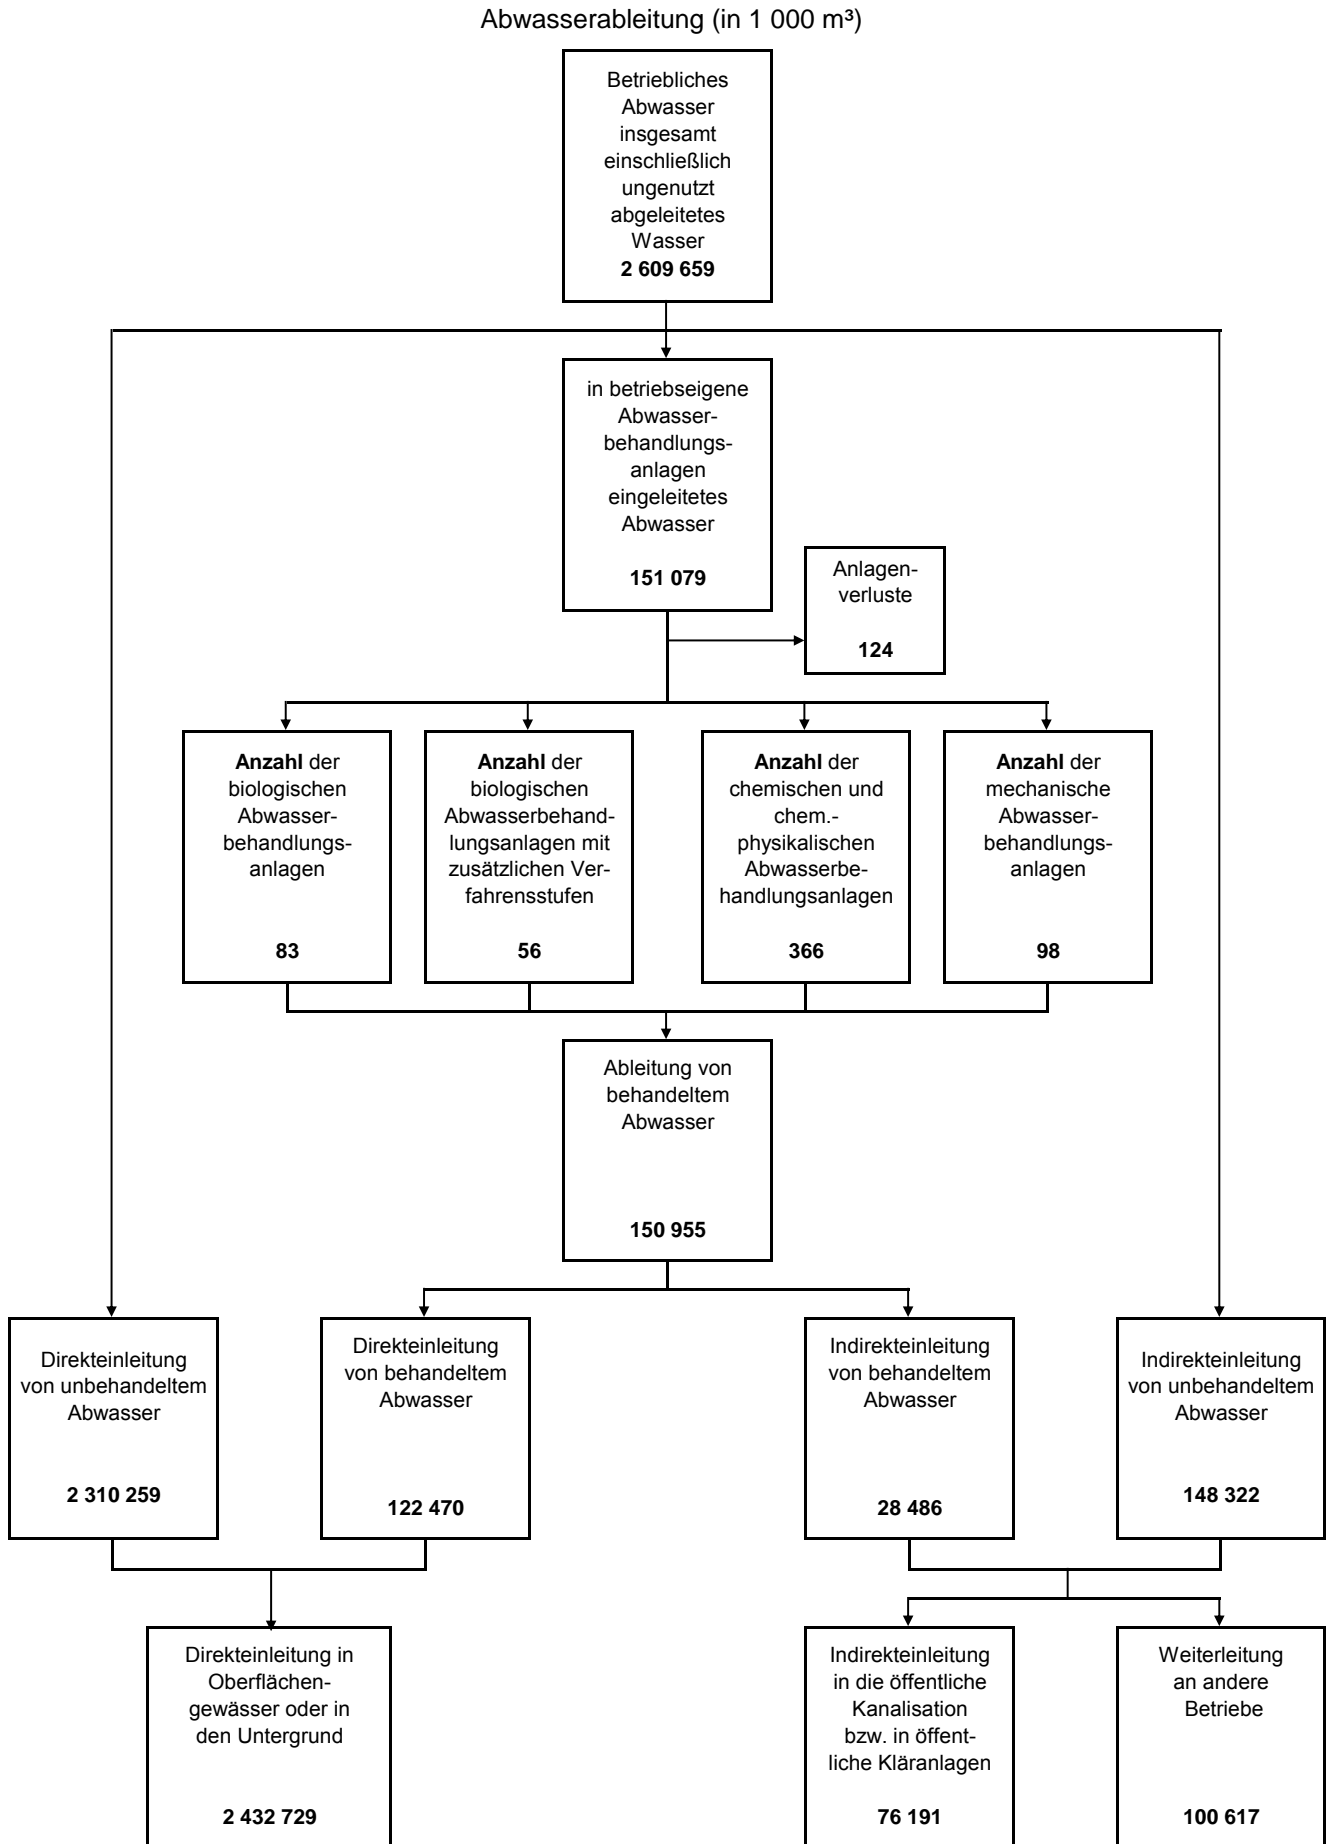 Abwasserableitung (in 1 000 m³)
Betriebliches
Abwasser
insgesamt
einschließlich
ungenutzt
abgeleitetes
Wasser
2 609 659
in betriebseigene
Abwasser-
behandlungs-
anlagen
eingeleitetes
Abwasser
151 079
Anlagen-
verluste
124
Anzahl der
biologischen
Abwasser-
behandlungs-
anlagen
83
Anzahl der
biologischen
Abwasserbehand-
lungsanlagen mit
zusätzlichen Ver-
fahrensstufen
56
Anzahl der
chemischen und
chem.-
physikalischen
Abwasserbe-
handlungsanlagen
366
Anzahl der
mechanische
Abwasser-
behandlungs-
anlagen
98
Ableitung von
behandeltem
Abwasser
150 955
Direkteinleitung
von unbehandeltem
Abwasser
2 310 259
Direkteinleitung
von behandeltem
Abwasser
122 470
Indirekteinleitung
von behandeltem
Abwasser
28 486
Indirekteinleitung
von unbehandeltem
Abwasser
148 322
Direkteinleitung in
Oberflächen-
gewässer oder in
den Untergrund
2 432 729
Indirekteinleitung
in die öffentliche
Kanalisation
bzw. in öffent-
liche Kläranlagen
76 191
Weiterleitung
an andere
Betriebe
100 617